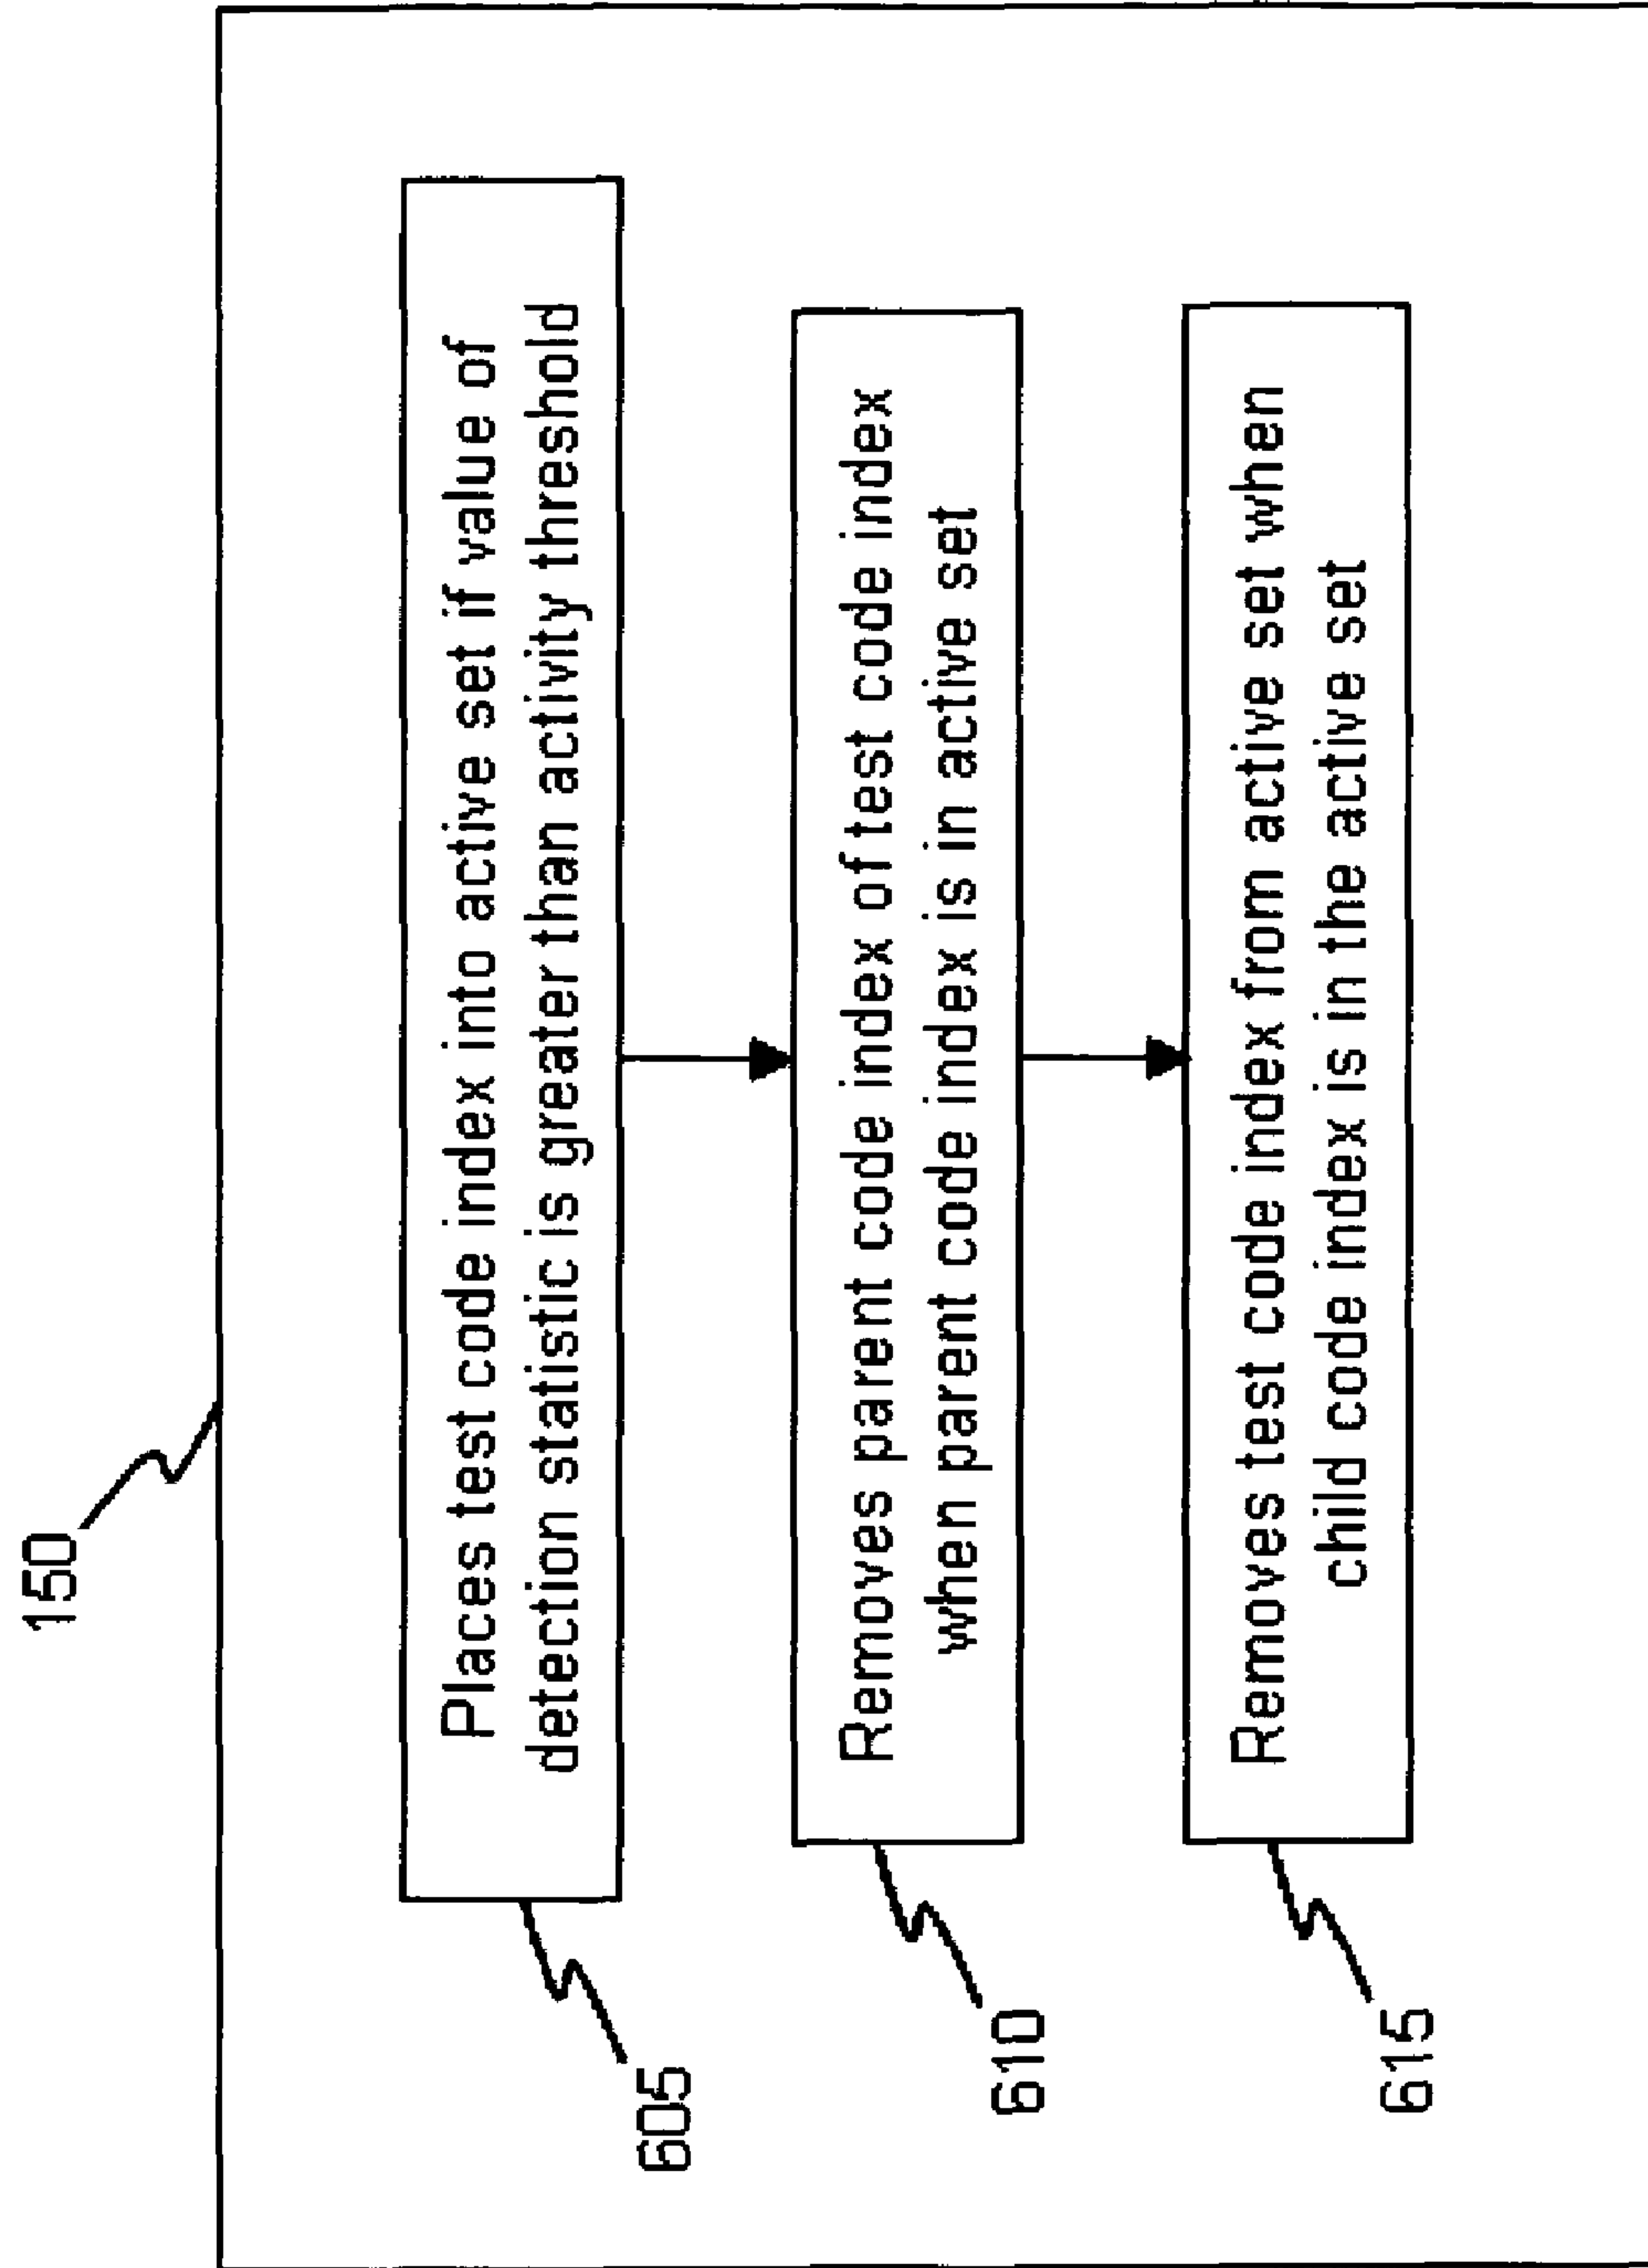 150
Places test code index into active set if value of
detection statistic is greater than activity threshold
605
Removes parent code index of test code index
when parent code index is in active set
610
Removes test code index from active set when
child code index is in the active set
615